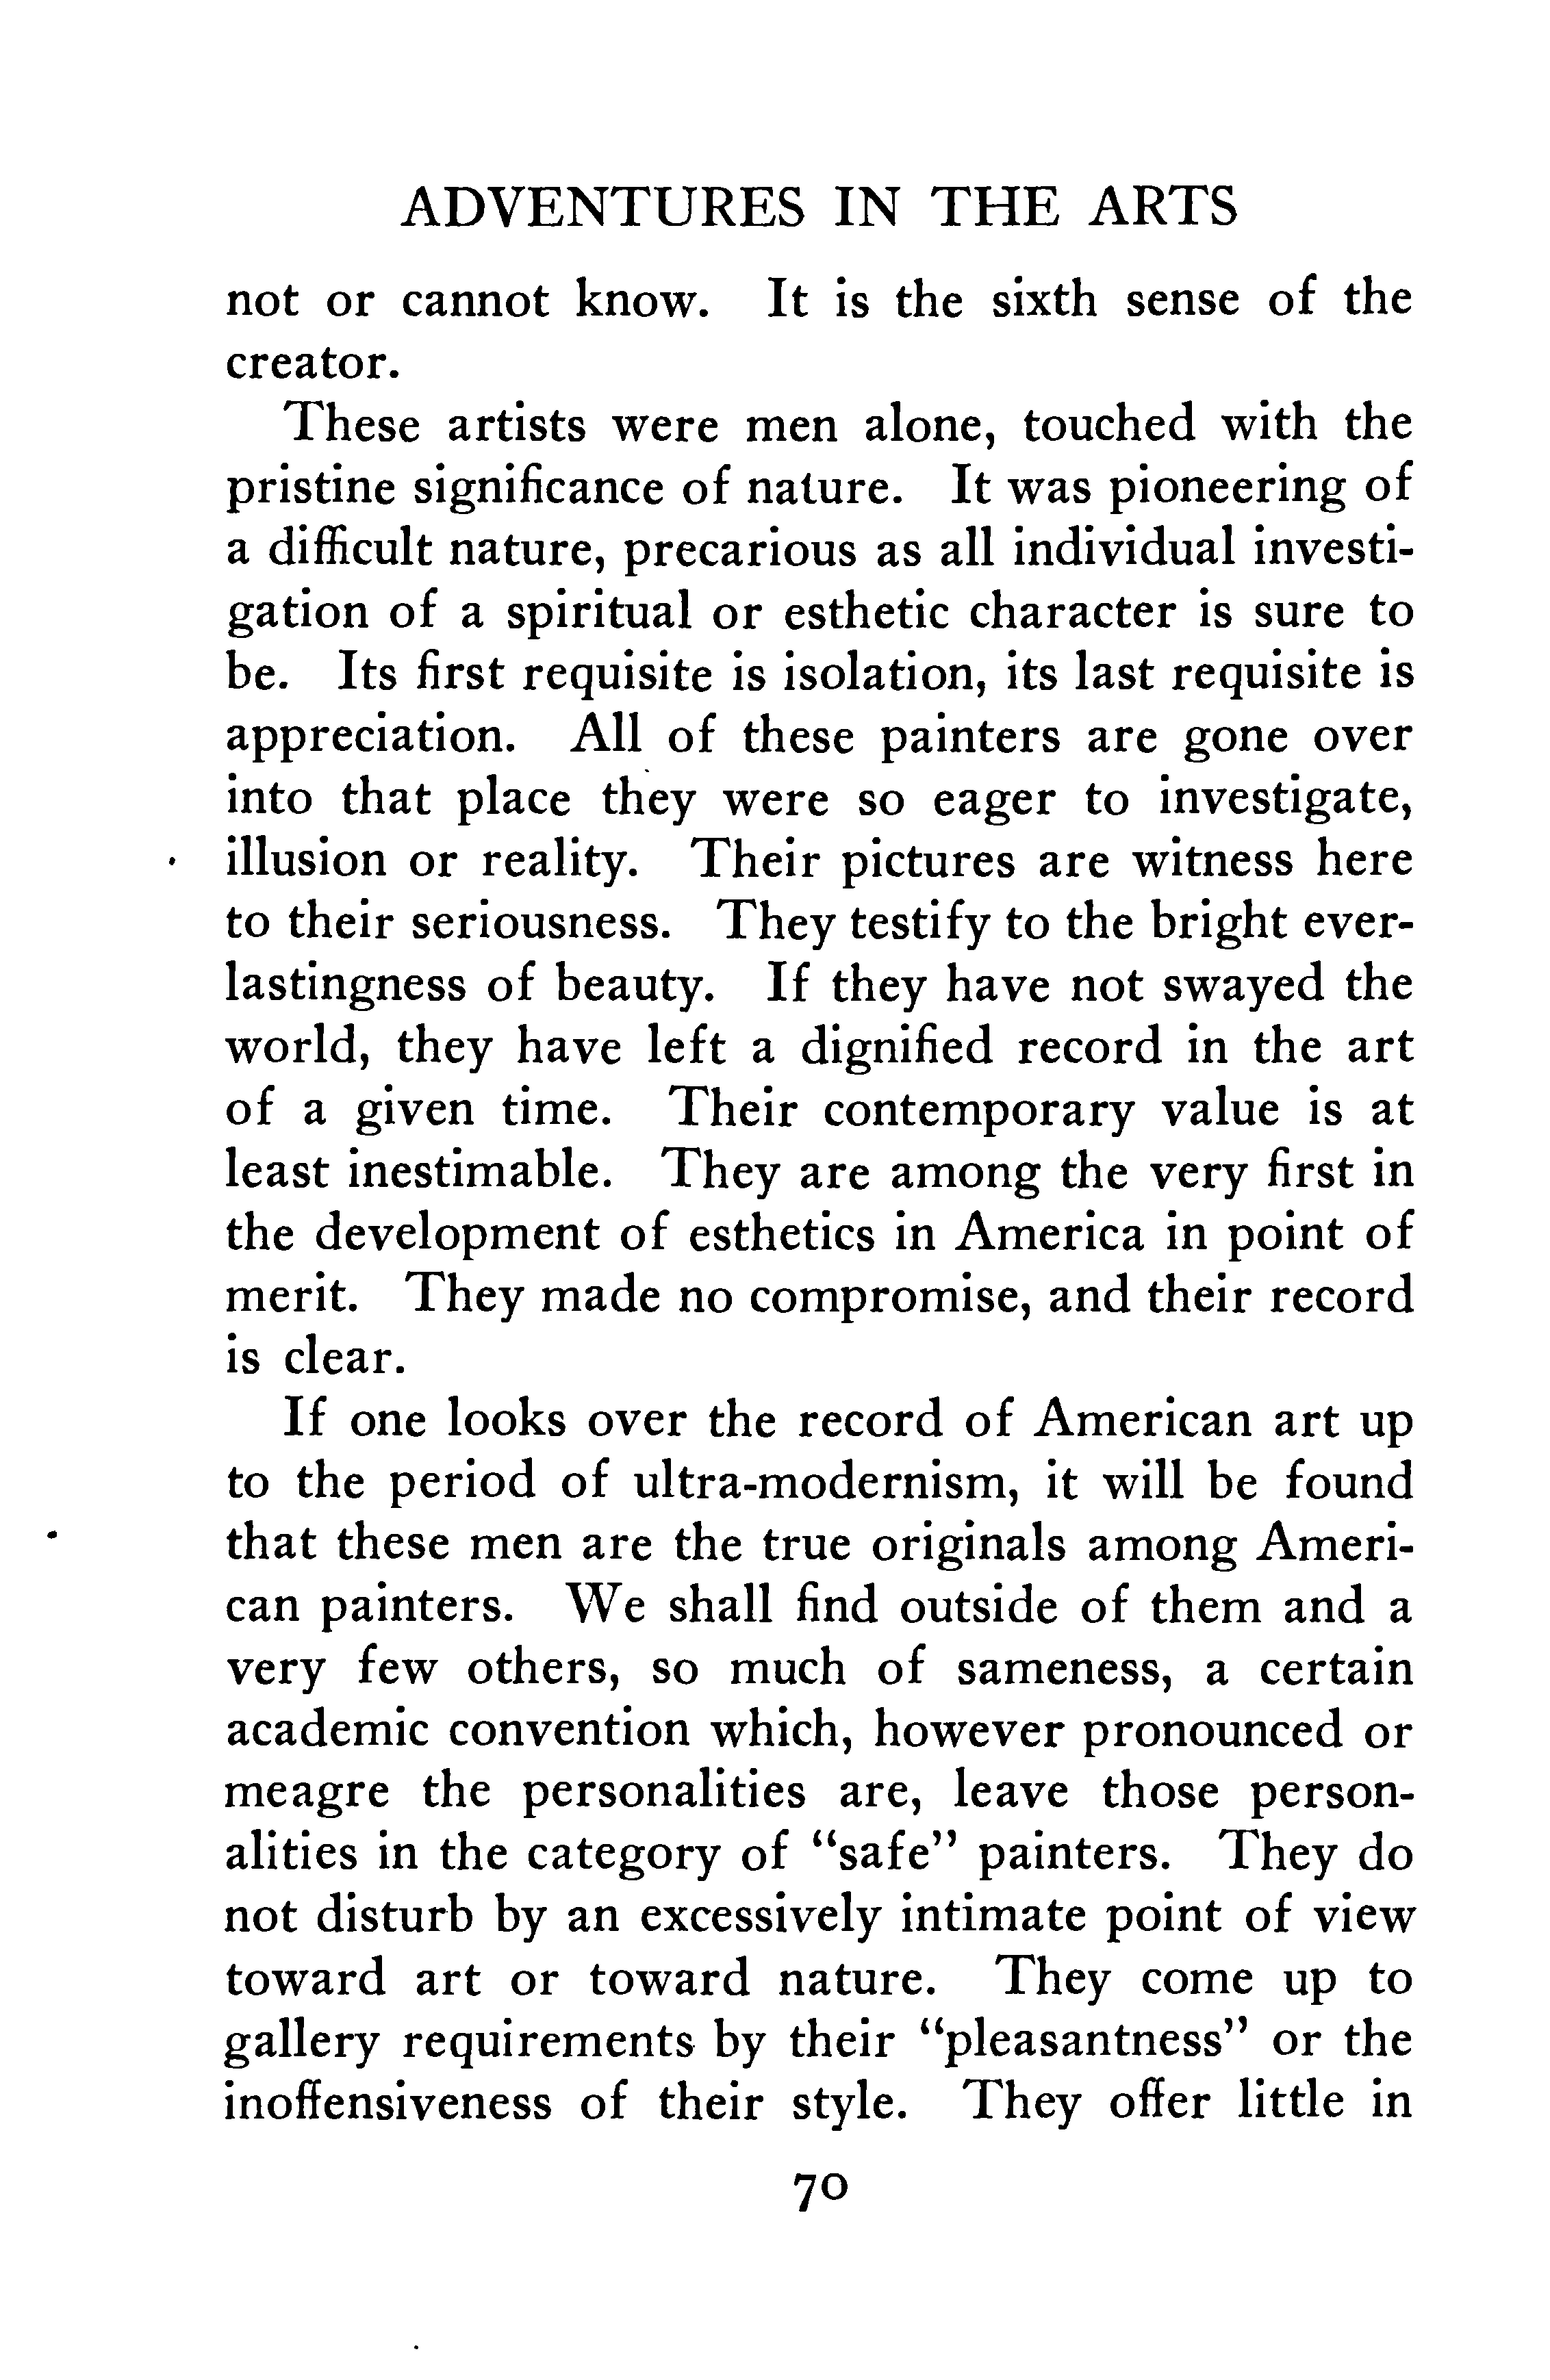 ADVENTURES IN THE ARTS
not or cannot know. It is the sixth sense of the
creator.
These artists were men alone, touched with the
pristine significance of nature. It was pioneering of
a difficult nature, precarious as all individual investi-
gation of a spiritual or esthetic character is sure to
be. Its first requisite is isolation, its last requisite is
appreciation. All of these painters are gone over
into that place they were so eager to investigate,
illusion or reality. Their pictures are witness here
to their seriousness. They testify to the bright ever-
lastingness of beauty. If they have not swayed the
world, they have left a dignified record in the art
of a given time. Their contemporary value is at
least inestimable. They are among the very first in
the development of esthetics in America in point of
merit. They made no compromise, and their record
is clear.
If one looks over the record of American art up
to the period of ultra-modernism, it will be found
that these men are the true originals among Ameri-
can painters. We shall find outside of them and a
very few others, so much of sameness, a certain
academic convention which, however pronounced or
meagre the personalities are, leave those person-
alities in the category of "safe" painters. They do
not disturb by an excessively intimate point of view
toward art or toward nature. They come up to
gallery requirements by their "pleasantness" or the
inoffensiveness of their style. They offer little in
70